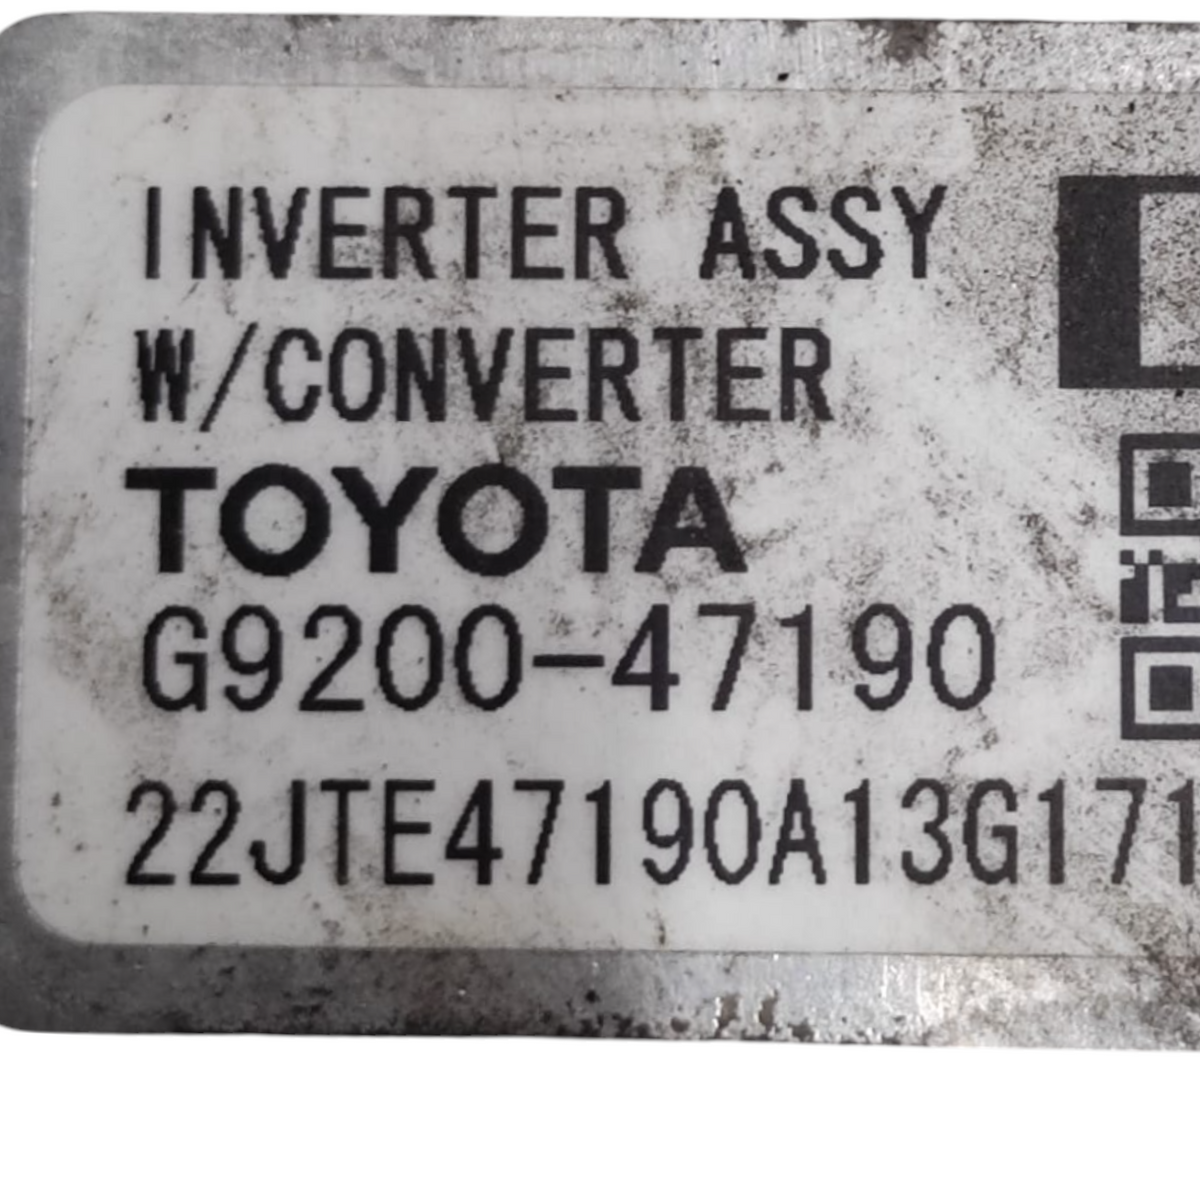 INVERTER ASSY
W/CONVERTER
TOYOTA
G9200-47190
22JTE47190A13G171